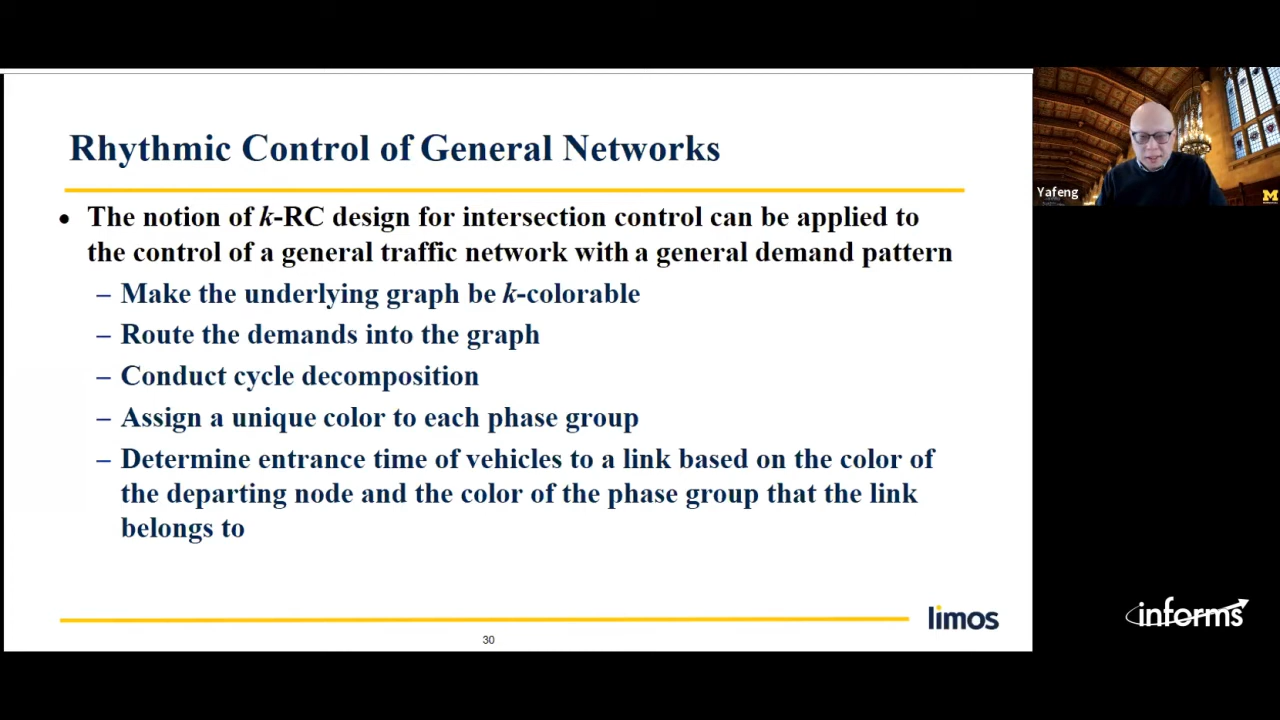 Rhythmic Control of General Networks
• The notion of k-RC design for intersection control can be applied to
the control of a general traffic network with a general demand pattern
– Make the underlying graph be k-colorable
– Route the demands into the graph
– Conduct cycle decomposition
– Assign a unique color to each phase group
– Determine entrance time of vehicles to a link based on the color of
the departing node and the color of the phase group that the link
belongs to
limos
30
Yafeng
M
informs